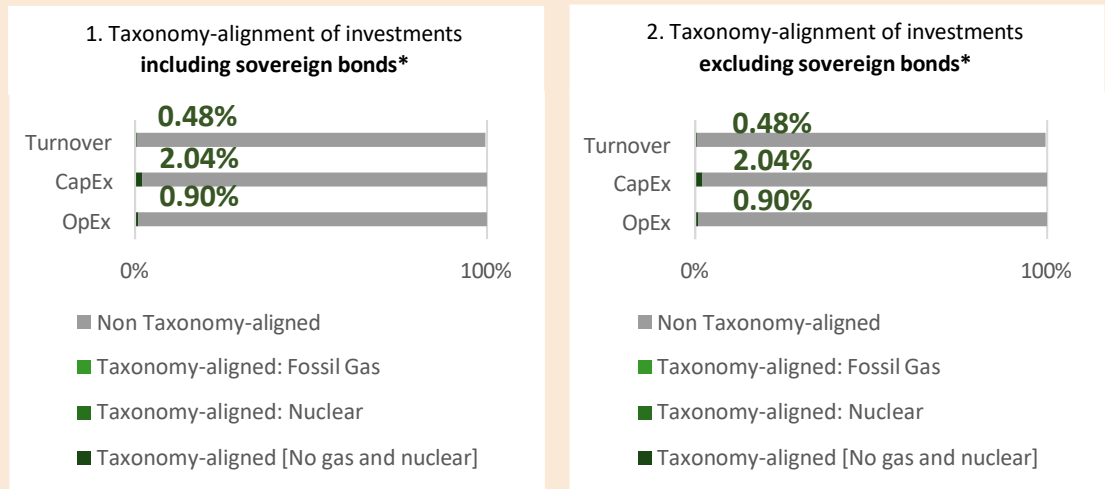 1. Taxonomy-alignment of investments
including sovereign bonds*
0.48%
Turnover
2.04%
CapEx
0.90%
OpEx
0%
100%
Non Taxonomy-aligned
Taxonomy-aligned: Fossil Gas
Taxonomy-aligned: Nuclear
Taxonomy-aligned [No gas and nuclear]
2. Taxonomy-alignment of investments
excluding sovereign bonds*
0.48%
Turnover
2.04%
CapEx
0.90%
OpEx
0%
100%
Non Taxonomy-aligned
Taxonomy-aligned: Fossil Gas
Taxonomy-aligned: Nuclear
Taxonomy-aligned [No gas and nuclear]